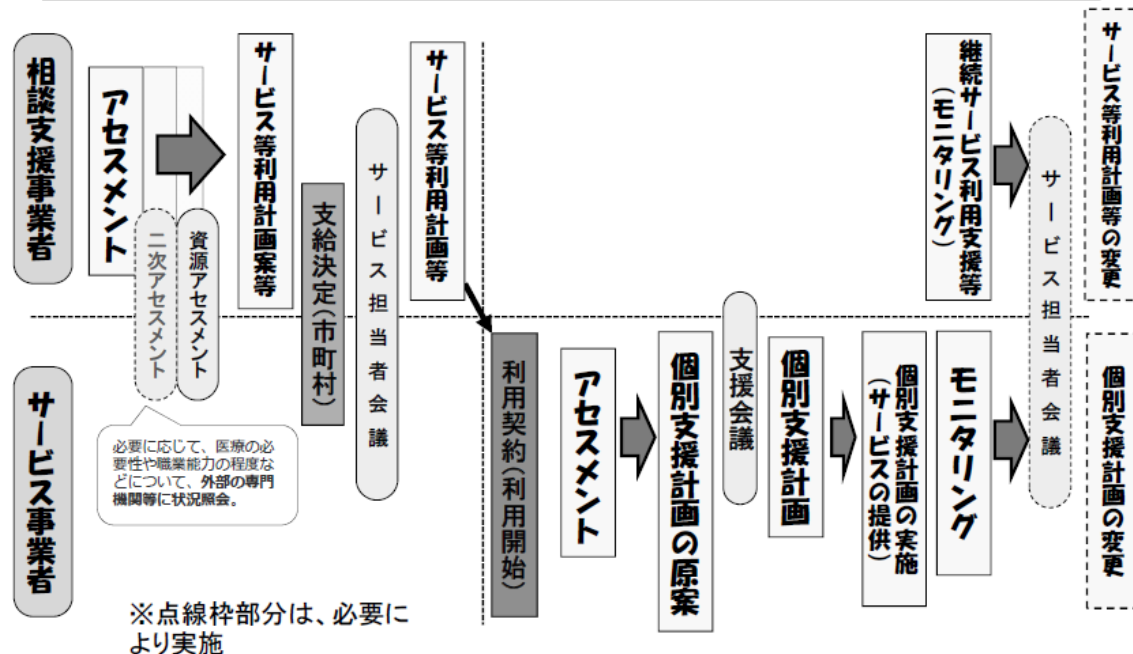 相談支援事業者
アセスメント
二次アセスメント
資源アセスメント
サービス等利用計画案等
支給決定(市町村)
サービス担当者会議
サービス等利用計画等
継続サービス利用支援等
(モニタリング)
サービス担当者会議
サービス等利用計画等の変更
サービス事業者
必要に応じて、医療の必
要性や職業能力の程度な
どについて、外部の専門
機関等に状況照会。
利用契約(利用開始)
アセスメント
個別支援計画の原案
支援会議
個別支援計画
個別支援計画の実施
(サービスの提供)
モニタリング
個別支援計画の変更
※点線枠部分は、必要に
より実施